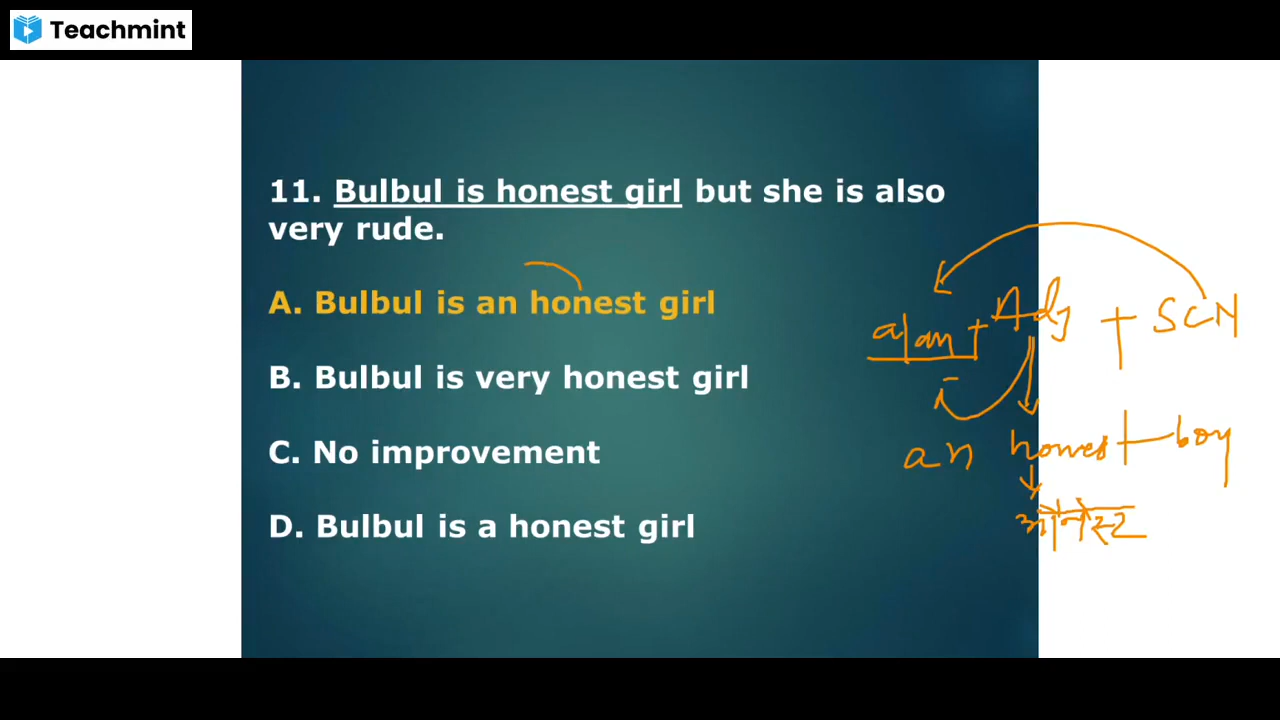 Teachmint
11. Bulbul is honest girl but she is also
very rude.
A. Bulbul is an honest girl
B. Bulbul is very honest girl
C. No improvement
D. Bulbul is a honest girl
a/an + Adj + SCN
an honest boy
ऑनेस्ट